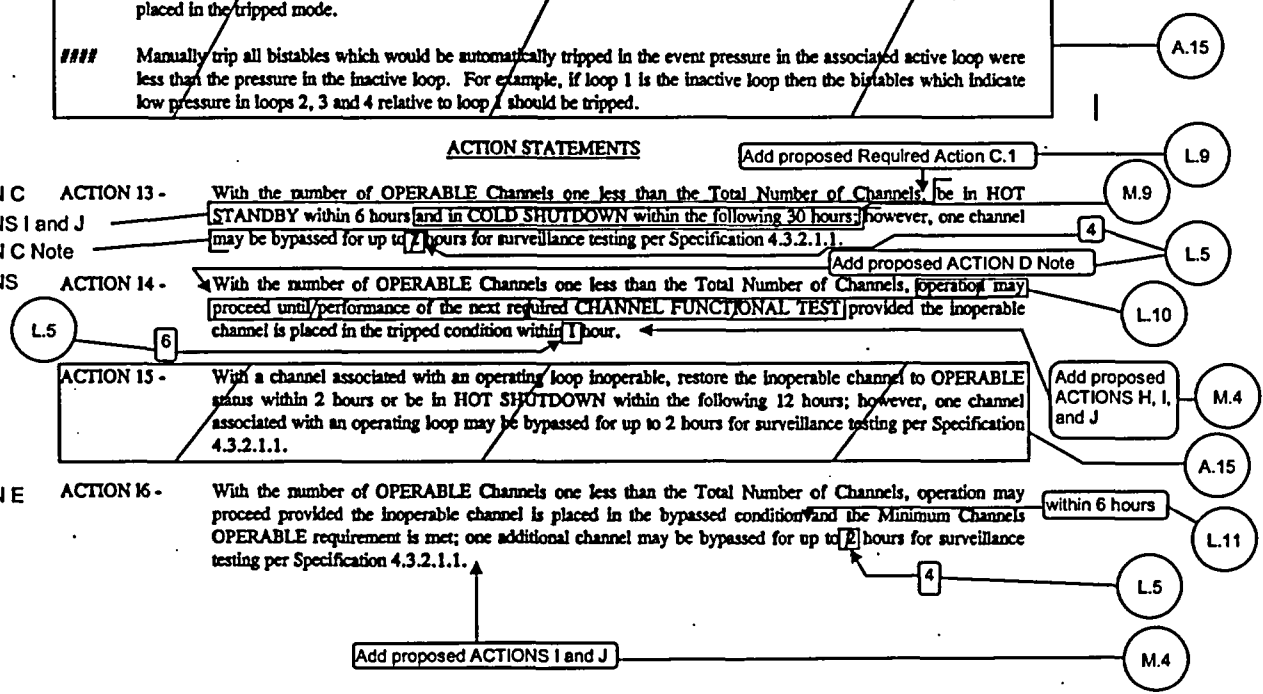 placed in the tripped mode.
A.15
#### Manually trip all bistables which would be automatically tripped in the event pressure in the associated active loop were
less than the pressure in the inactive loop. For example, if loop 1 is the inactive loop then the bistables which indicate
low pressure in loops 2, 3 and 4 relative to loop 1 should be tripped.
ACTION STATEMENTS
Add proposed Required Action C.1
L.9
N C ACTION 13 - With the number of OPERABLE Channels one less than the Total Number of Channels, be in HOT
M.9
NS I and J STANDBY within 6 hours and in COLD SHUTDOWN within the following 30 hours; however, one channel
4
N C Note may be bypassed for up to 2 hours for surveillance testing per Specification 4.3.2.1.1.
L.5
Add proposed ACTION D Note
NS ACTION 14 - With the number of OPERABLE Channels one less than the Total Number of Channels, operation may
proceed until performance of the next required CHANNEL FUNCTIONAL TEST provided the inoperable
L.10
channel is placed in the tripped condition within 1 hour.
L.5
6
ACTION 15 - With a channel associated with an operating loop inoperable, restore the inoperable channel to OPERABLE
status within 2 hours or be in HOT SHUTDOWN within the following 12 hours; however, one channel
associated with an operating loop may be bypassed for up to 2 hours for surveillance testing per Specification
4.3.2.1.1.
Add proposed
ACTIONS H, I,
and J
M.4
A.15
N E ACTION 16 - With the number of OPERABLE Channels one less than the Total Number of Channels, operation may
proceed provided the inoperable channel is placed in the bypassed condition and the Minimum Channels
within 6 hours
OPERABLE requirement is met; one additional channel may be bypassed for up to 2 hours for surveillance
L.11
testing per Specification 4.3.2.1.1.
4
L.5
Add proposed ACTIONS I and J
M.4